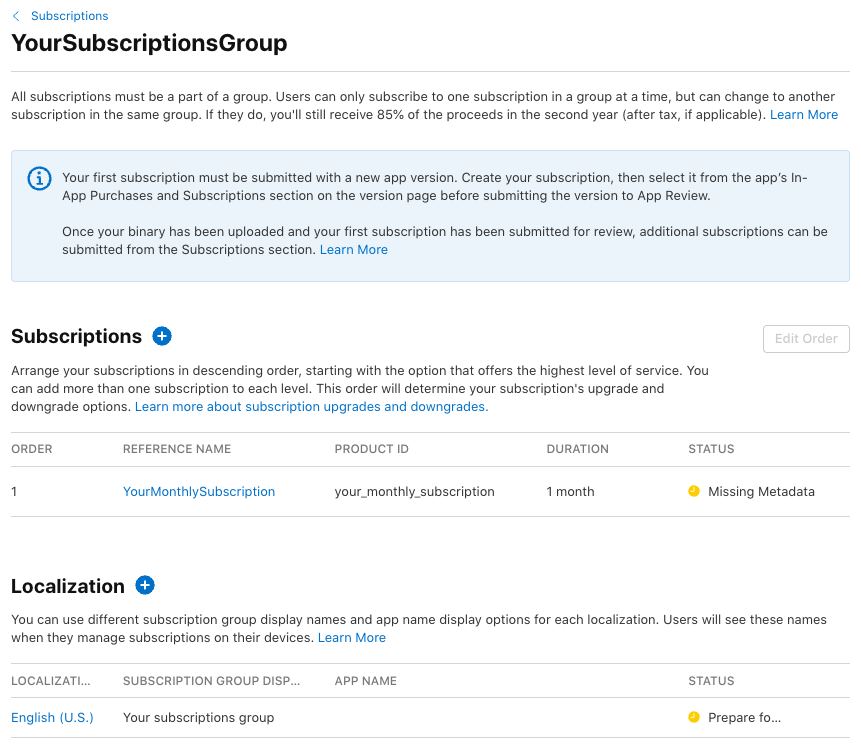 Subscriptions
YourSubscriptionsGroup
All subscriptions must be a part of a group. Users can only subscribe to one subscription in a group at a time, but can change to another
subscription in the same group. If they do, you'll still receive 85% of the proceeds in the second year (after tax, if applicable). Learn More
Your first subscription must be submitted with a new app version. Create your subscription, then select it from the app’s In-
App Purchases and Subscriptions section on the version page before submitting the version to App Review.
Once your binary has been uploaded and your first subscription has been submitted for review, additional subscriptions can be
submitted from the Subscriptions section. Learn More
Subscriptions
Edit Order
Arrange your subscriptions in descending order, starting with the option that offers the highest level of service. You
can add more than one subscription to each level. This order will determine your subscription's upgrade and
downgrade options. Learn more about subscription upgrades and downgrades.
ORDER REFERENCE NAME PRODUCT ID DURATION STATUS
1 YourMonthlySubscription your_monthly_subscription 1 month Missing Metadata
Localization
You can use different subscription group display names and app name display options for each localization. Users will see these names
when they manage subscriptions on their devices. Learn More
LOCALIZATI... SUBSCRIPTION GROUP DISP... APP NAME STATUS
English (U.S.) Your subscriptions group Prepare fo...